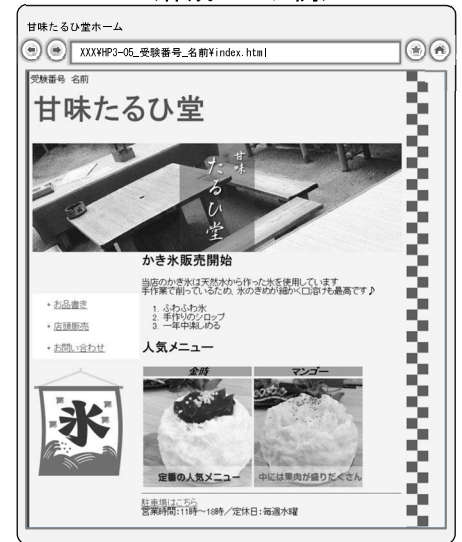 甘味たるひ堂ホーム
XXX¥HP3-05_受験番号_名前¥index.html
受験番号 名前
甘味たるひ堂
甘味
たるひ堂
かき氷販売開始
当店のかき氷は天然水から作った氷を使用しています
手作業で削っているため、氷のきめが細かく口溶けも最高です♪
1. ふわふわ氷
2. 手作りのシロップ
3. 一年中楽しめる
・お品書き
・店頭販売
・お問い合わせ
氷
人気メニュー
金時
マンゴー
定番の人気メニュー
中には果肉が盛りだくさん
駐車場はこちら
営業時間:11時～18時／定休日:毎週水曜